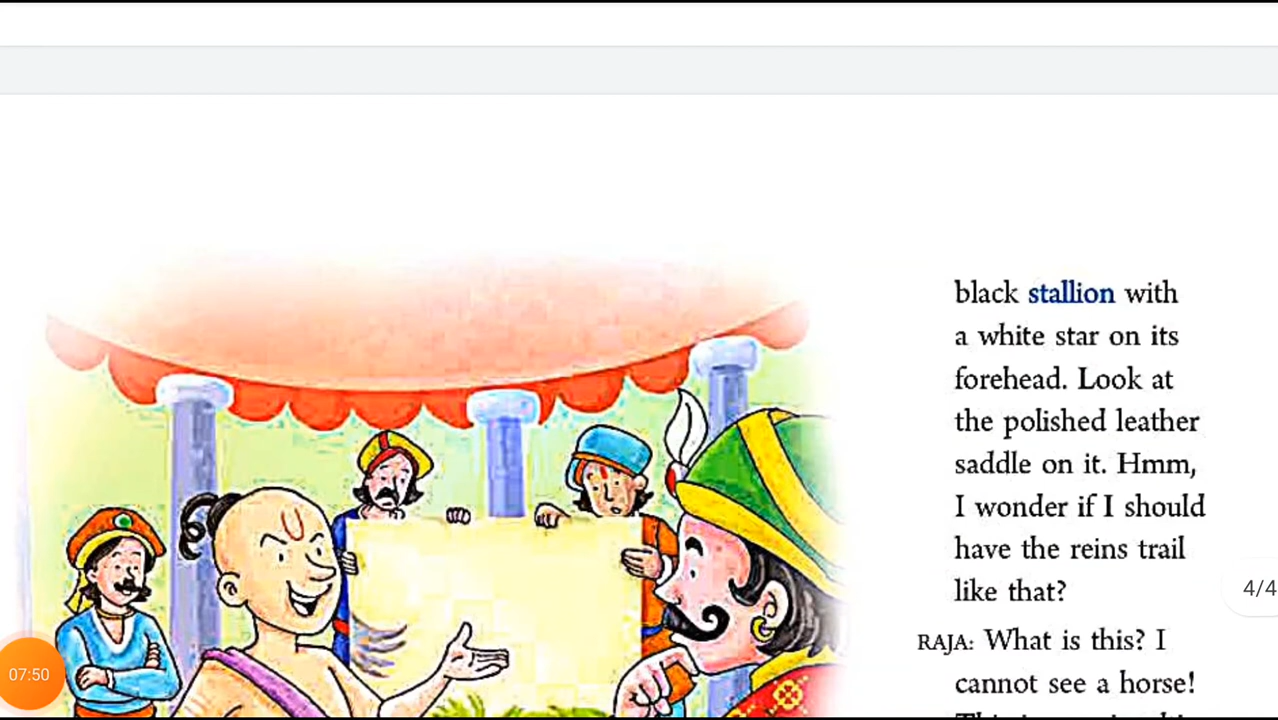 black stallion with
a white star on its
forehead. Look at
the polished leather
saddle on it. Hmm,
I wonder if I should
have the reins trail
like that?
4/4
RAJA: What is this? I
07:50
cannot see a horse!